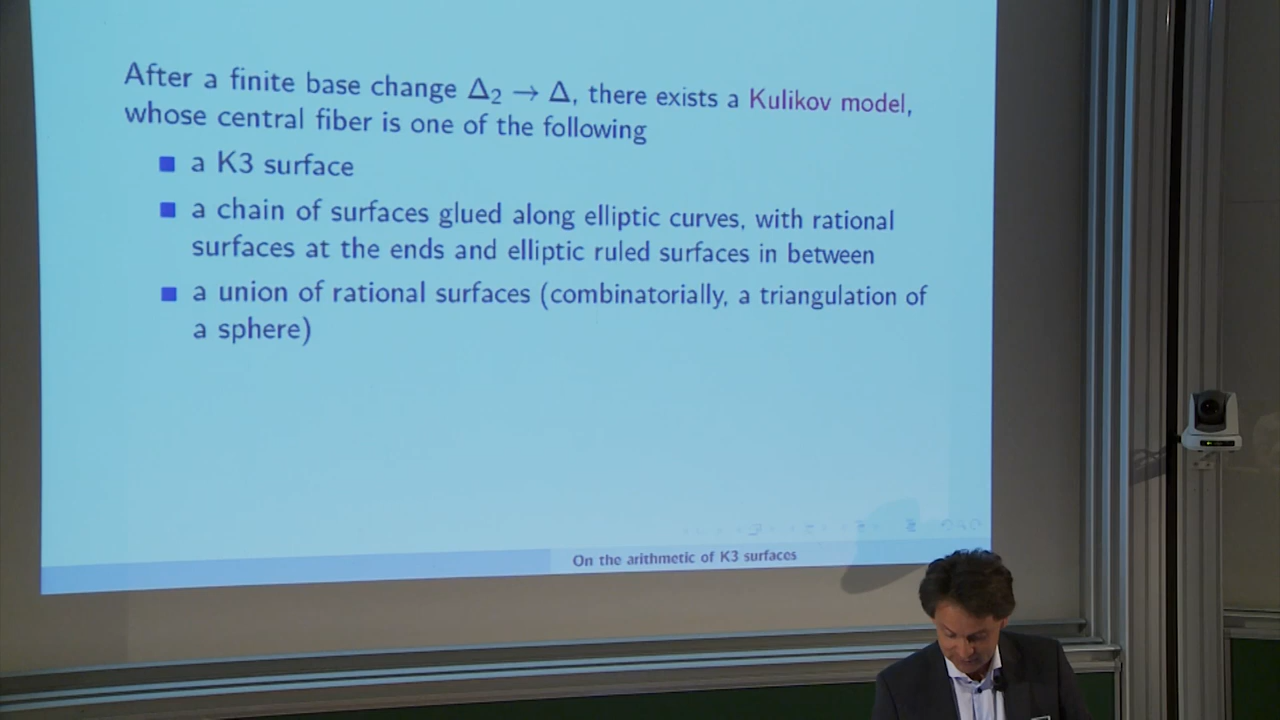 After a finite base change Δ₂ → Δ, there exists a Kulikov model,
whose central fiber is one of the following
a K3 surface
a chain of surfaces glued along elliptic curves, with rational
surfaces at the ends and elliptic ruled surfaces in between
a union of rational surfaces (combinatorially, a triangulation of
a sphere)
On the arithmetic of K3 surfaces